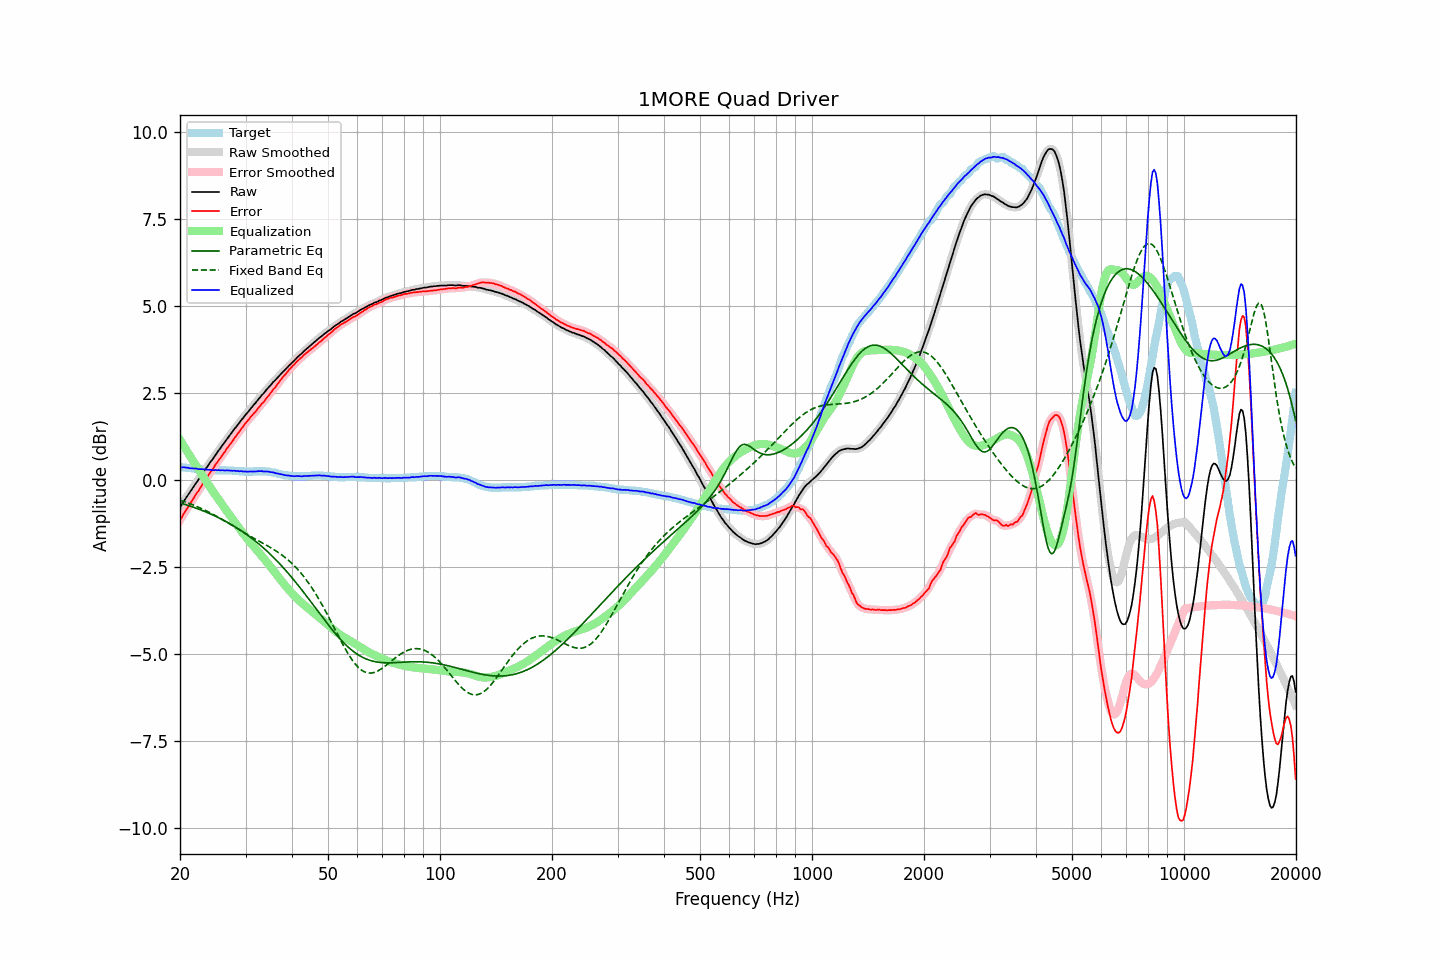 1MORE Quad Driver
Target
Raw Smoothed
Error Smoothed
Raw
Error
Equalization
Parametric Eq
Fixed Band Eq
Equalized
10.0
7.5
5.0
2.5
0.0
−2.5
−5.0
−7.5
−10.0
Amplitude (dBr)
20 50 100 200 500 1000 2000 5000 10000 20000
Frequency (Hz)